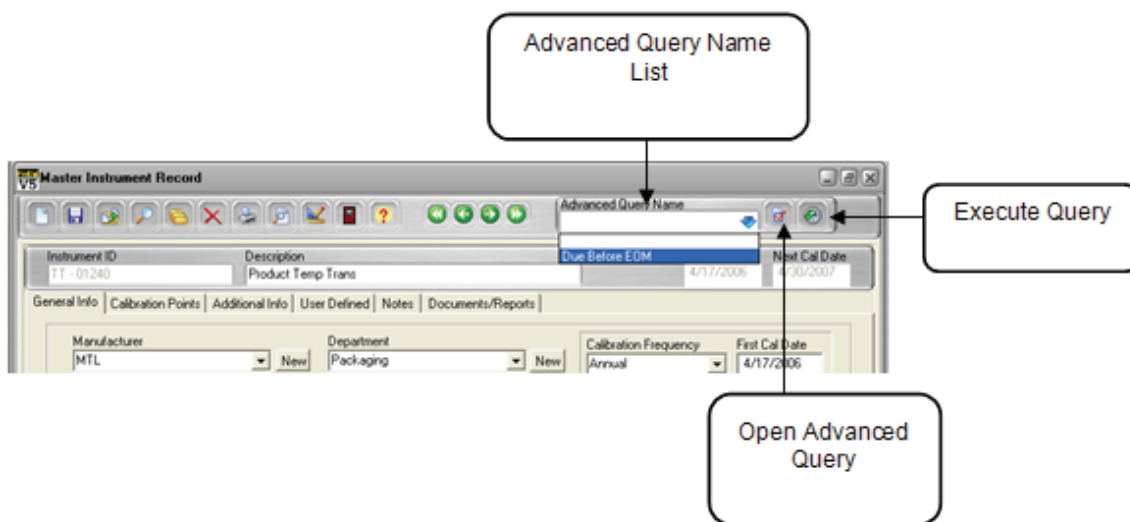 Advanced Query Name
List
Master Instrument Record
Advanced Query Name
Execute Query
Instrument ID Description Due Before EOM Next Cal Date
TT - 01240 Product Temp Trans 4/17/2006 4/30/2007
General Info Calibration Points Additional Info User Defined Notes Documents/Reports
Manufacturer Department Calibration Frequency First Cal Date
MTL New Packaging New Annual 4/17/2006
Open Advanced
Query